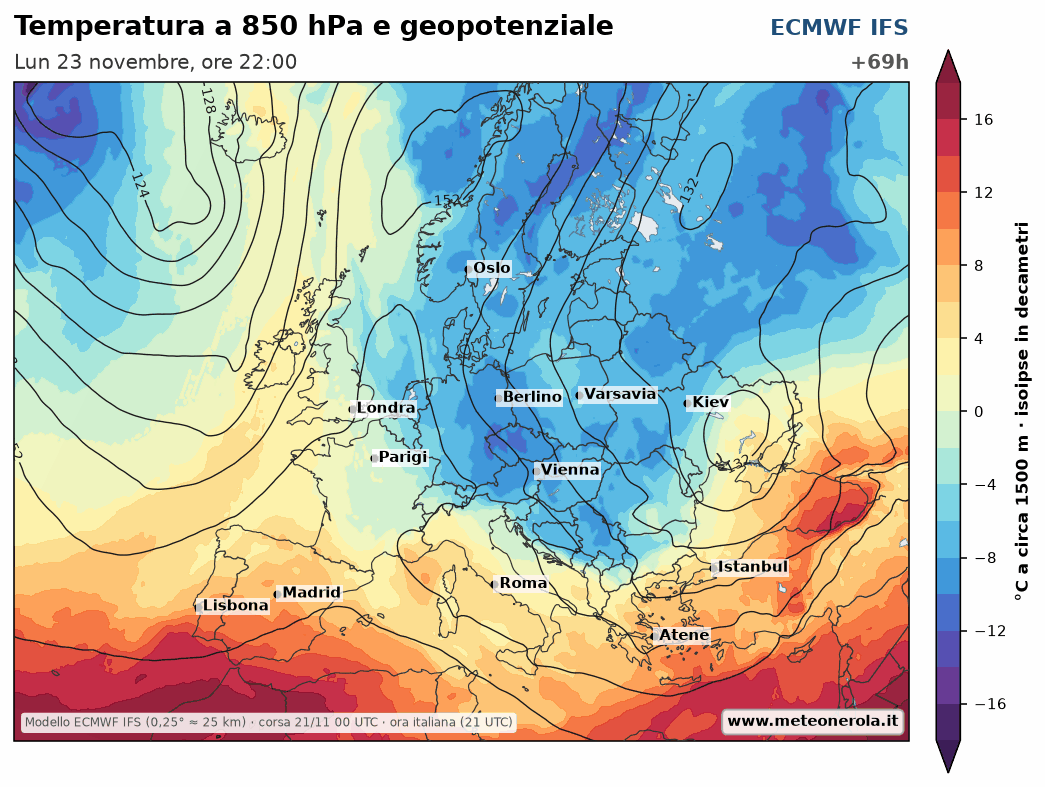 Temperatura a 850 hPa e geopotenziale
ECMWF IFS
Lun 23 novembre, ore 22:00
+69h
128
124
152
132
Oslo
Londra
Berlino
Varsavia
Kiev
Parigi
Vienna
Roma
Istanbul
Madrid
Lisbona
Atene
16
12
8
4
0
−4
−8
−12
−16
°C a circa 1500 m · isoipse in decametri
Modello ECMWF IFS (0,25° ≈ 25 km) · corsa 21/11 00 UTC · ora italiana (21 UTC)
www.meteonerola.it